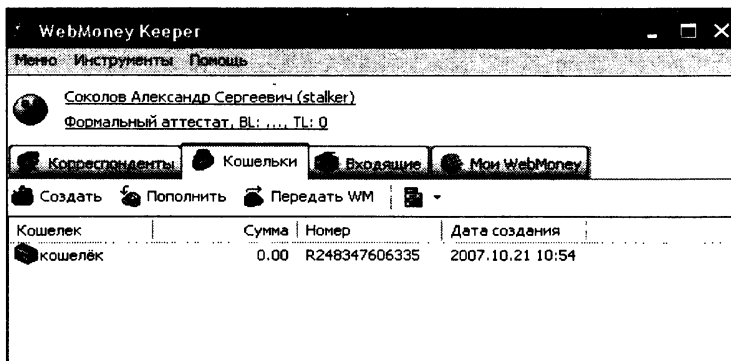 WebMoney Keeper
Меню Инструменты Помощь
Соколов Александр Сергеевич (stalker)
Формальный аттестат, BL: ..., TL: 0
Корреспонденты Кошельки Входящие Мои WebMoney
Создать Пополнить Передать WM
Кошелек Сумма Номер Дата создания
кошелёк 0.00 R248347606335 2007.10.21 10:54